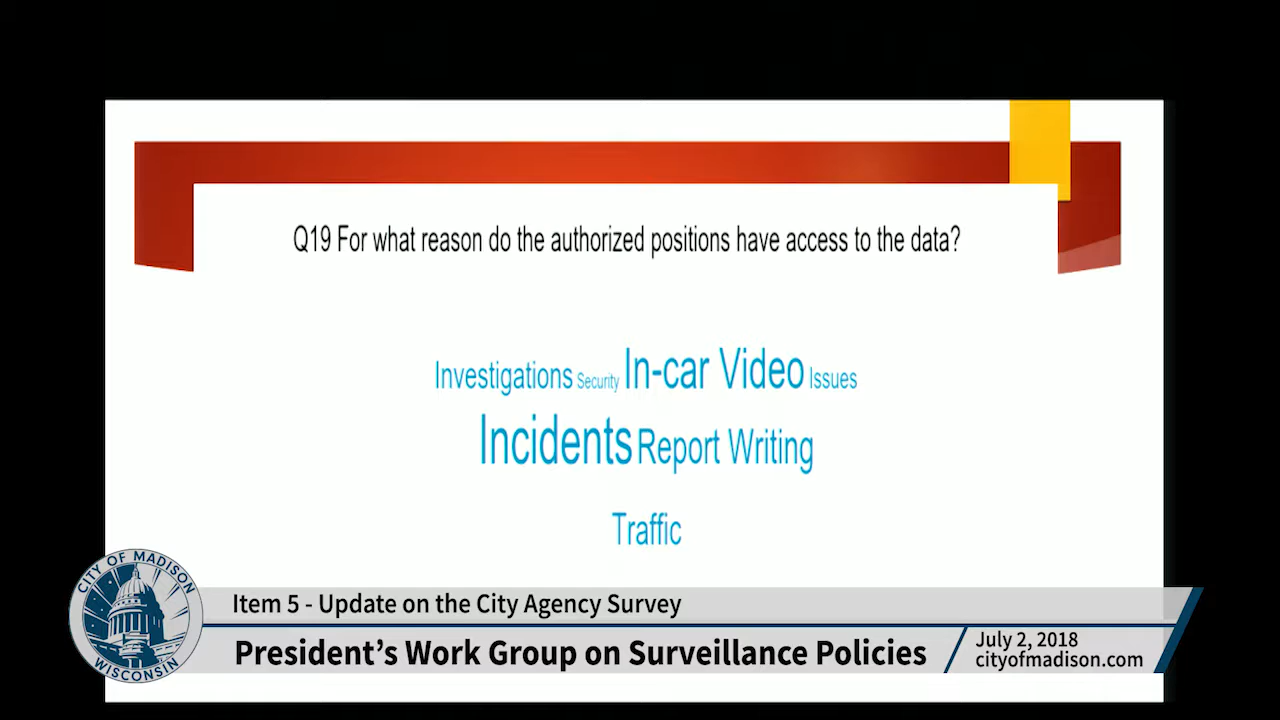 Q19 For what reason do the authorized positions have access to the data?
Investigations Security In-car Video Issues
Incidents Report Writing
Traffic
CITY OF MADISON
WISCONSIN
Item 5 - Update on the City Agency Survey
President's Work Group on Surveillance Policies
July 2, 2018
cityofmadison.com